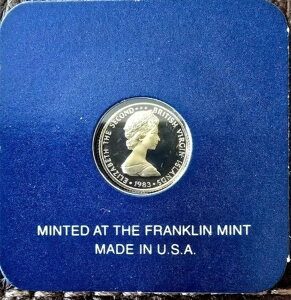 ELIZABETH THE SECOND • • • BRITISH VIRGIN ISLANDS
• 1983 •
MINTED AT THE FRANKLIN MINT
MADE IN U.S.A.